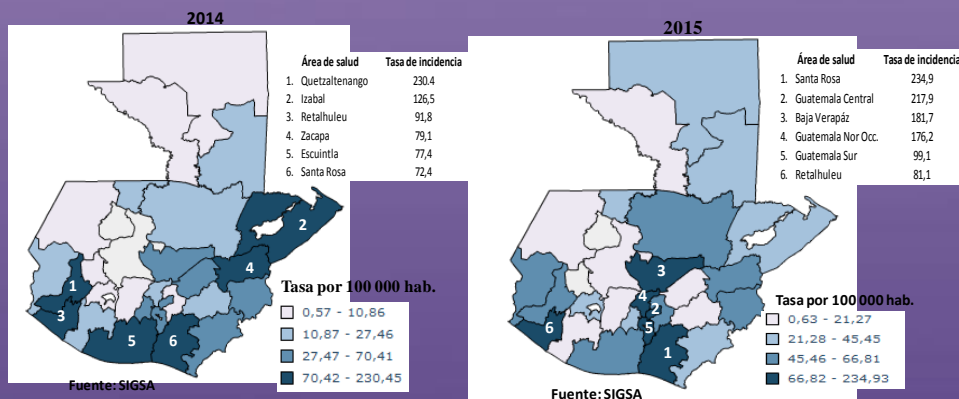 2014
Área de salud Tasa de incidencia
1. Quetzaltenango 230.4
2. Izabal 126,5
3. Retalhuleu 91,8
4. Zacapa 79,1
5. Escuintla 77,4
6. Santa Rosa 72,4
2
4
1
3
5
6
Tasa por 100 000 hab.
0,57 - 10,86
10,87 - 27,46
27,47 - 70,41
70,42 - 230,45
Fuente: SIGSA
2015
Área de salud Tasa de incidencia
1. Santa Rosa 234,9
2. Guatemala Central 217,9
3. Baja Verapáz 181,7
4. Guatemala Nor Occ. 176,2
5. Guatemala Sur 99,1
6. Retalhuleu 81,1
3
4
2
6
5
1
Tasa por 100 000 hab.
0,63 - 21,27
21,28 - 45,45
45,46 - 66,81
66,82 - 234,93
Fuente: SIGSA